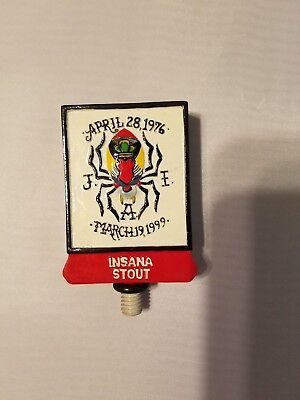 APRIL 28, 1976
J. I.
A
MARCH 19, 1999
INSANA
STOUT